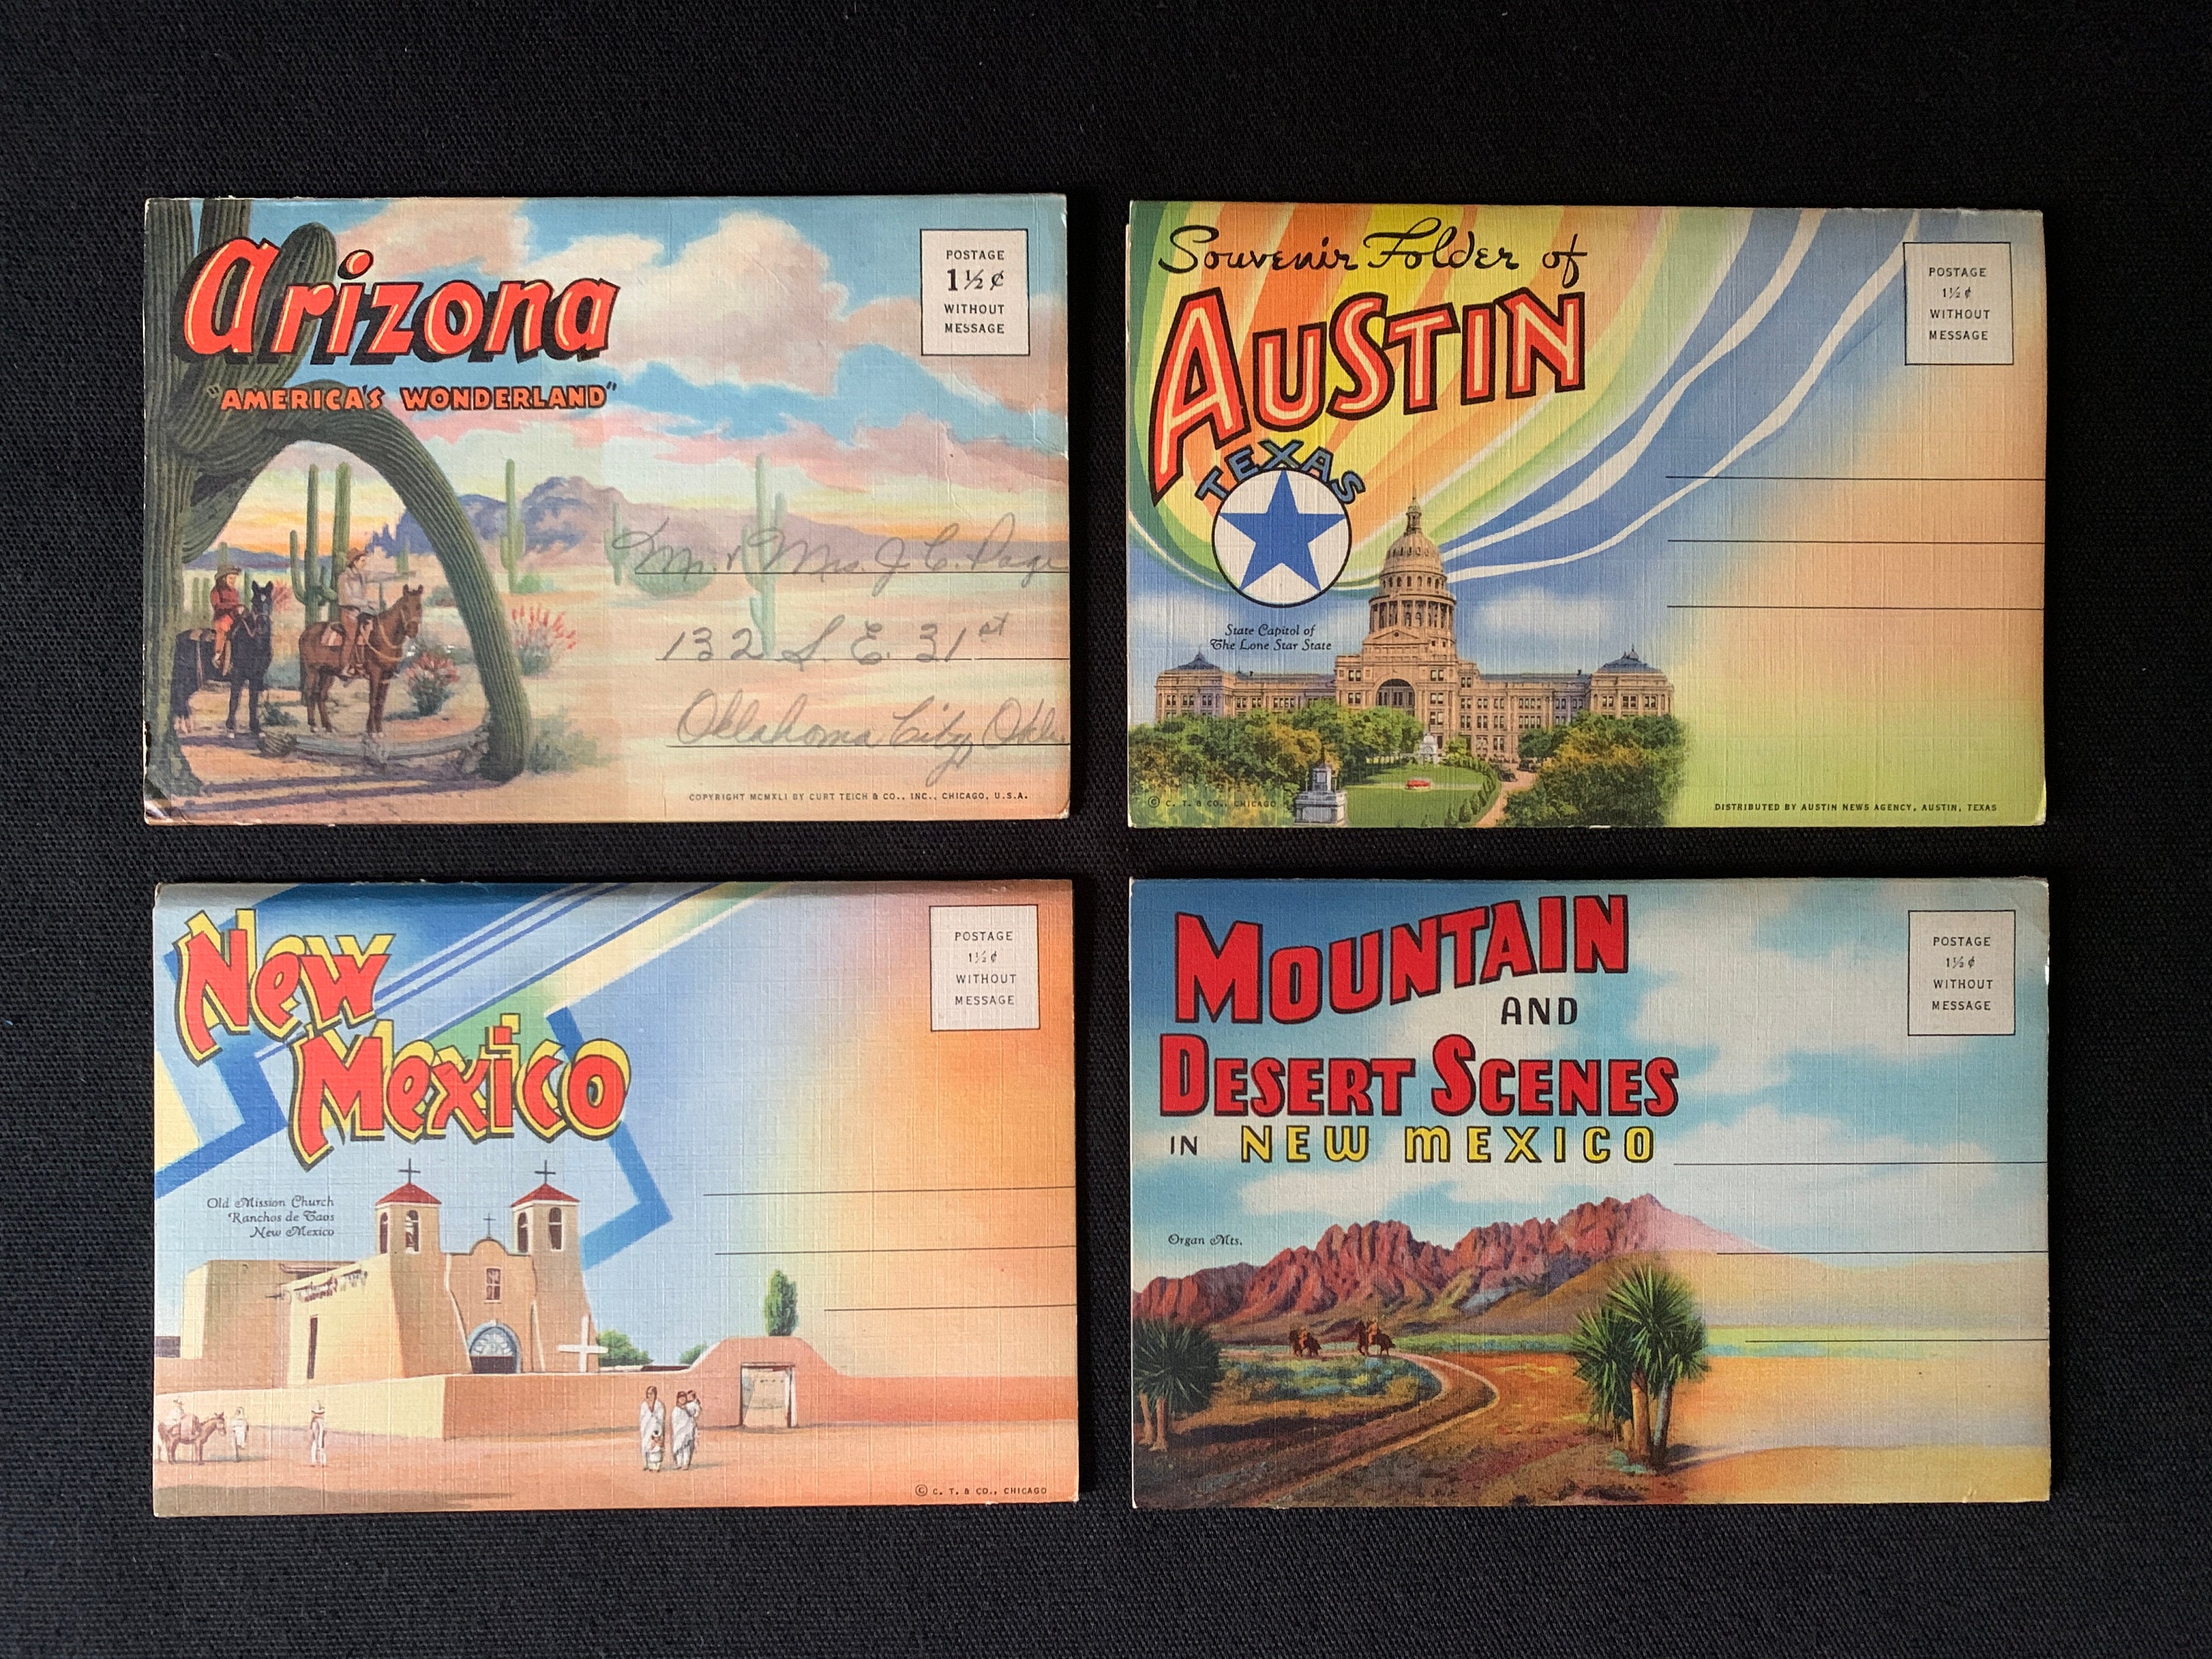 Arizona
"AMERICA'S WONDERLAND"
POSTAGE
1½ ¢
WITHOUT
MESSAGE
Mr. & Mrs. J. C. Page
132 S. E. 31st
Oklahoma City, Okla
COPYRIGHT MCMXLI BY CURT TEICH & CO., INC., CHICAGO, U.S.A.
Souvenir Folder of
AUSTIN
TEXAS
POSTAGE
1½ ¢
WITHOUT
MESSAGE
State Capitol of
The Lone Star State
© C. T. & CO., CHICAGO
DISTRIBUTED BY AUSTIN NEWS AGENCY, AUSTIN, TEXAS
New
Mexico
POSTAGE
1½ ¢
WITHOUT
MESSAGE
Old Mission Church
Ranchos de Taos
New Mexico
© C. T. & CO., CHICAGO
MOUNTAIN
AND
DESERT SCENES
IN NEW MEXICO
POSTAGE
1½ ¢
WITHOUT
MESSAGE
Organ Mts.